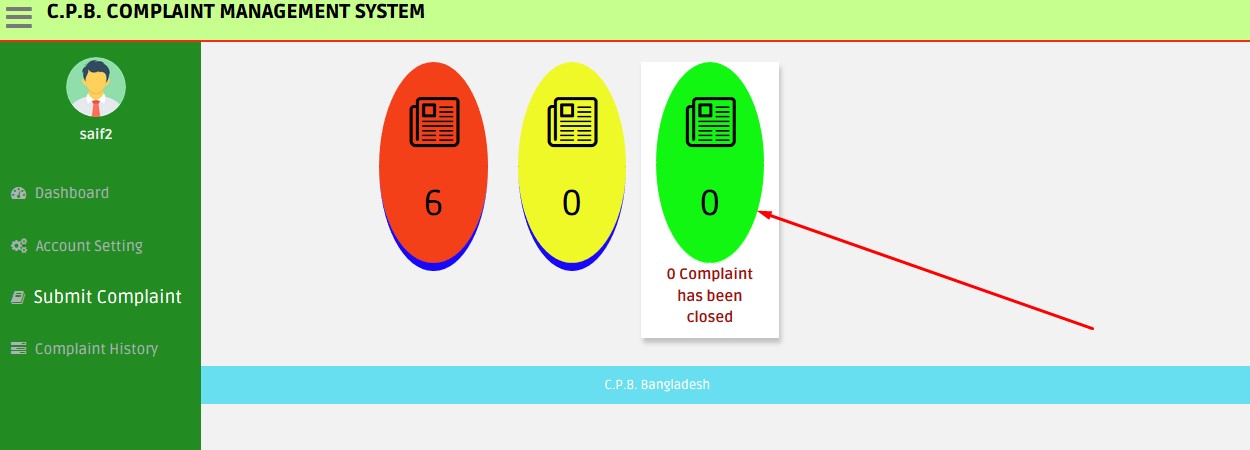 C.P.B. COMPLAINT MANAGEMENT SYSTEM
saif2
Dashboard
Account Setting
Submit Complaint
Complaint History
6
0
0
0 Complaint
has been
closed
C.P.B. Bangladesh